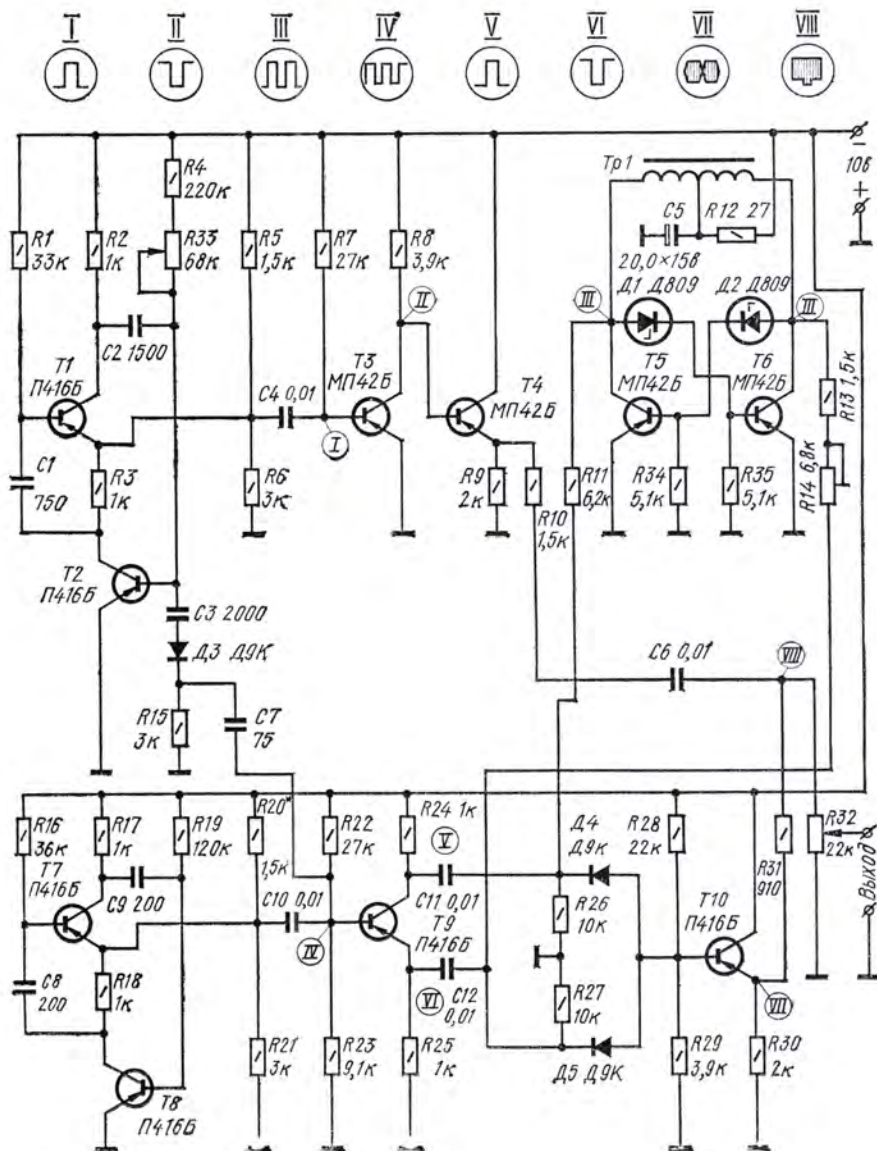 I II III IV* V VI VII VIII
Тр1
−
10в
+
R4
220к
R1
33к
R2
1к
R33
68к
R5
1,5к
R7
27к
R8
3,9к
C5
R12 27
20,0×15в
Д1 Д809
Д2 Д809
II
III
III
C2 1500
T1
П416Б
C4 0,01
T3
МП42Б
T4
МП42Б
T5
МП42Б
T6
МП42Б
R13 1,5к
I
C1
750
R3
1к
R6
3к
R9
2к
R10
1,5к
R11
6,2к
R34
5,1к
R35
5,1к
R14 6,8к
T2
П416Б
C3 2000
Д3 Д9К
C6 0,01
VIII
R15
3к
C7
75
R16
36к
R17
1к
R19
120к
R20*
1,5к
R22
27к
R24 1к
Д4
Д9к
R28
22к
R31
910
R32
22к
Выход
V
T7
П416Б
C9 200
C10 0,01
C11 0,01
T9
П416Б
R26
10к
T10
П416Б
IV
C8
200
R18
1к
VI
C12
0,01
R27
10к
VII
R21
3к
R23
9,1к
R25
1к
Д5 Д9К
R29
3,9к
R30
2к
T8
П416Б